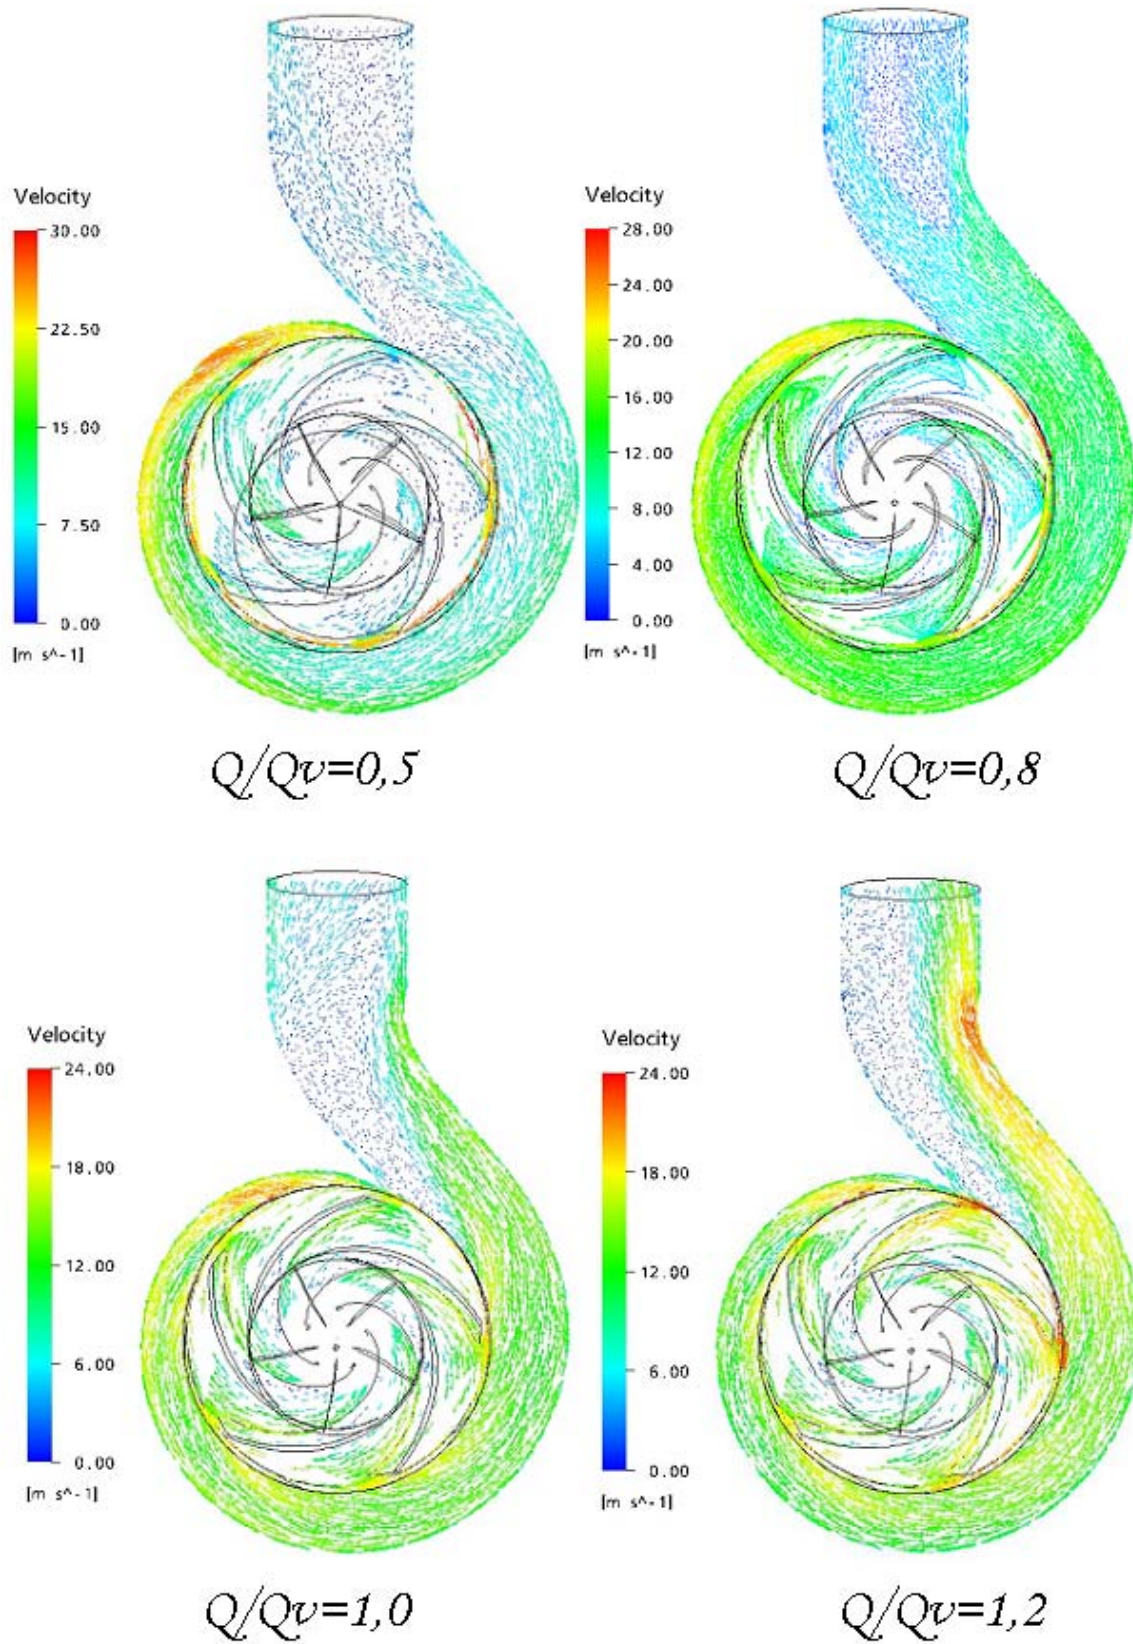 Velocity
30.00
22.50
15.00
7.50
0.00
[m s^-1]
Q/Qv=0,5
Velocity
28.00
24.00
20.00
16.00
12.00
8.00
4.00
0.00
[m s^-1]
Q/Qv=0,8
Velocity
24.00
18.00
12.00
6.00
0.00
[m s^-1]
Q/Qv=1,0
Velocity
24.00
18.00
12.00
6.00
0.00
[m s^-1]
Q/Qv=1,2